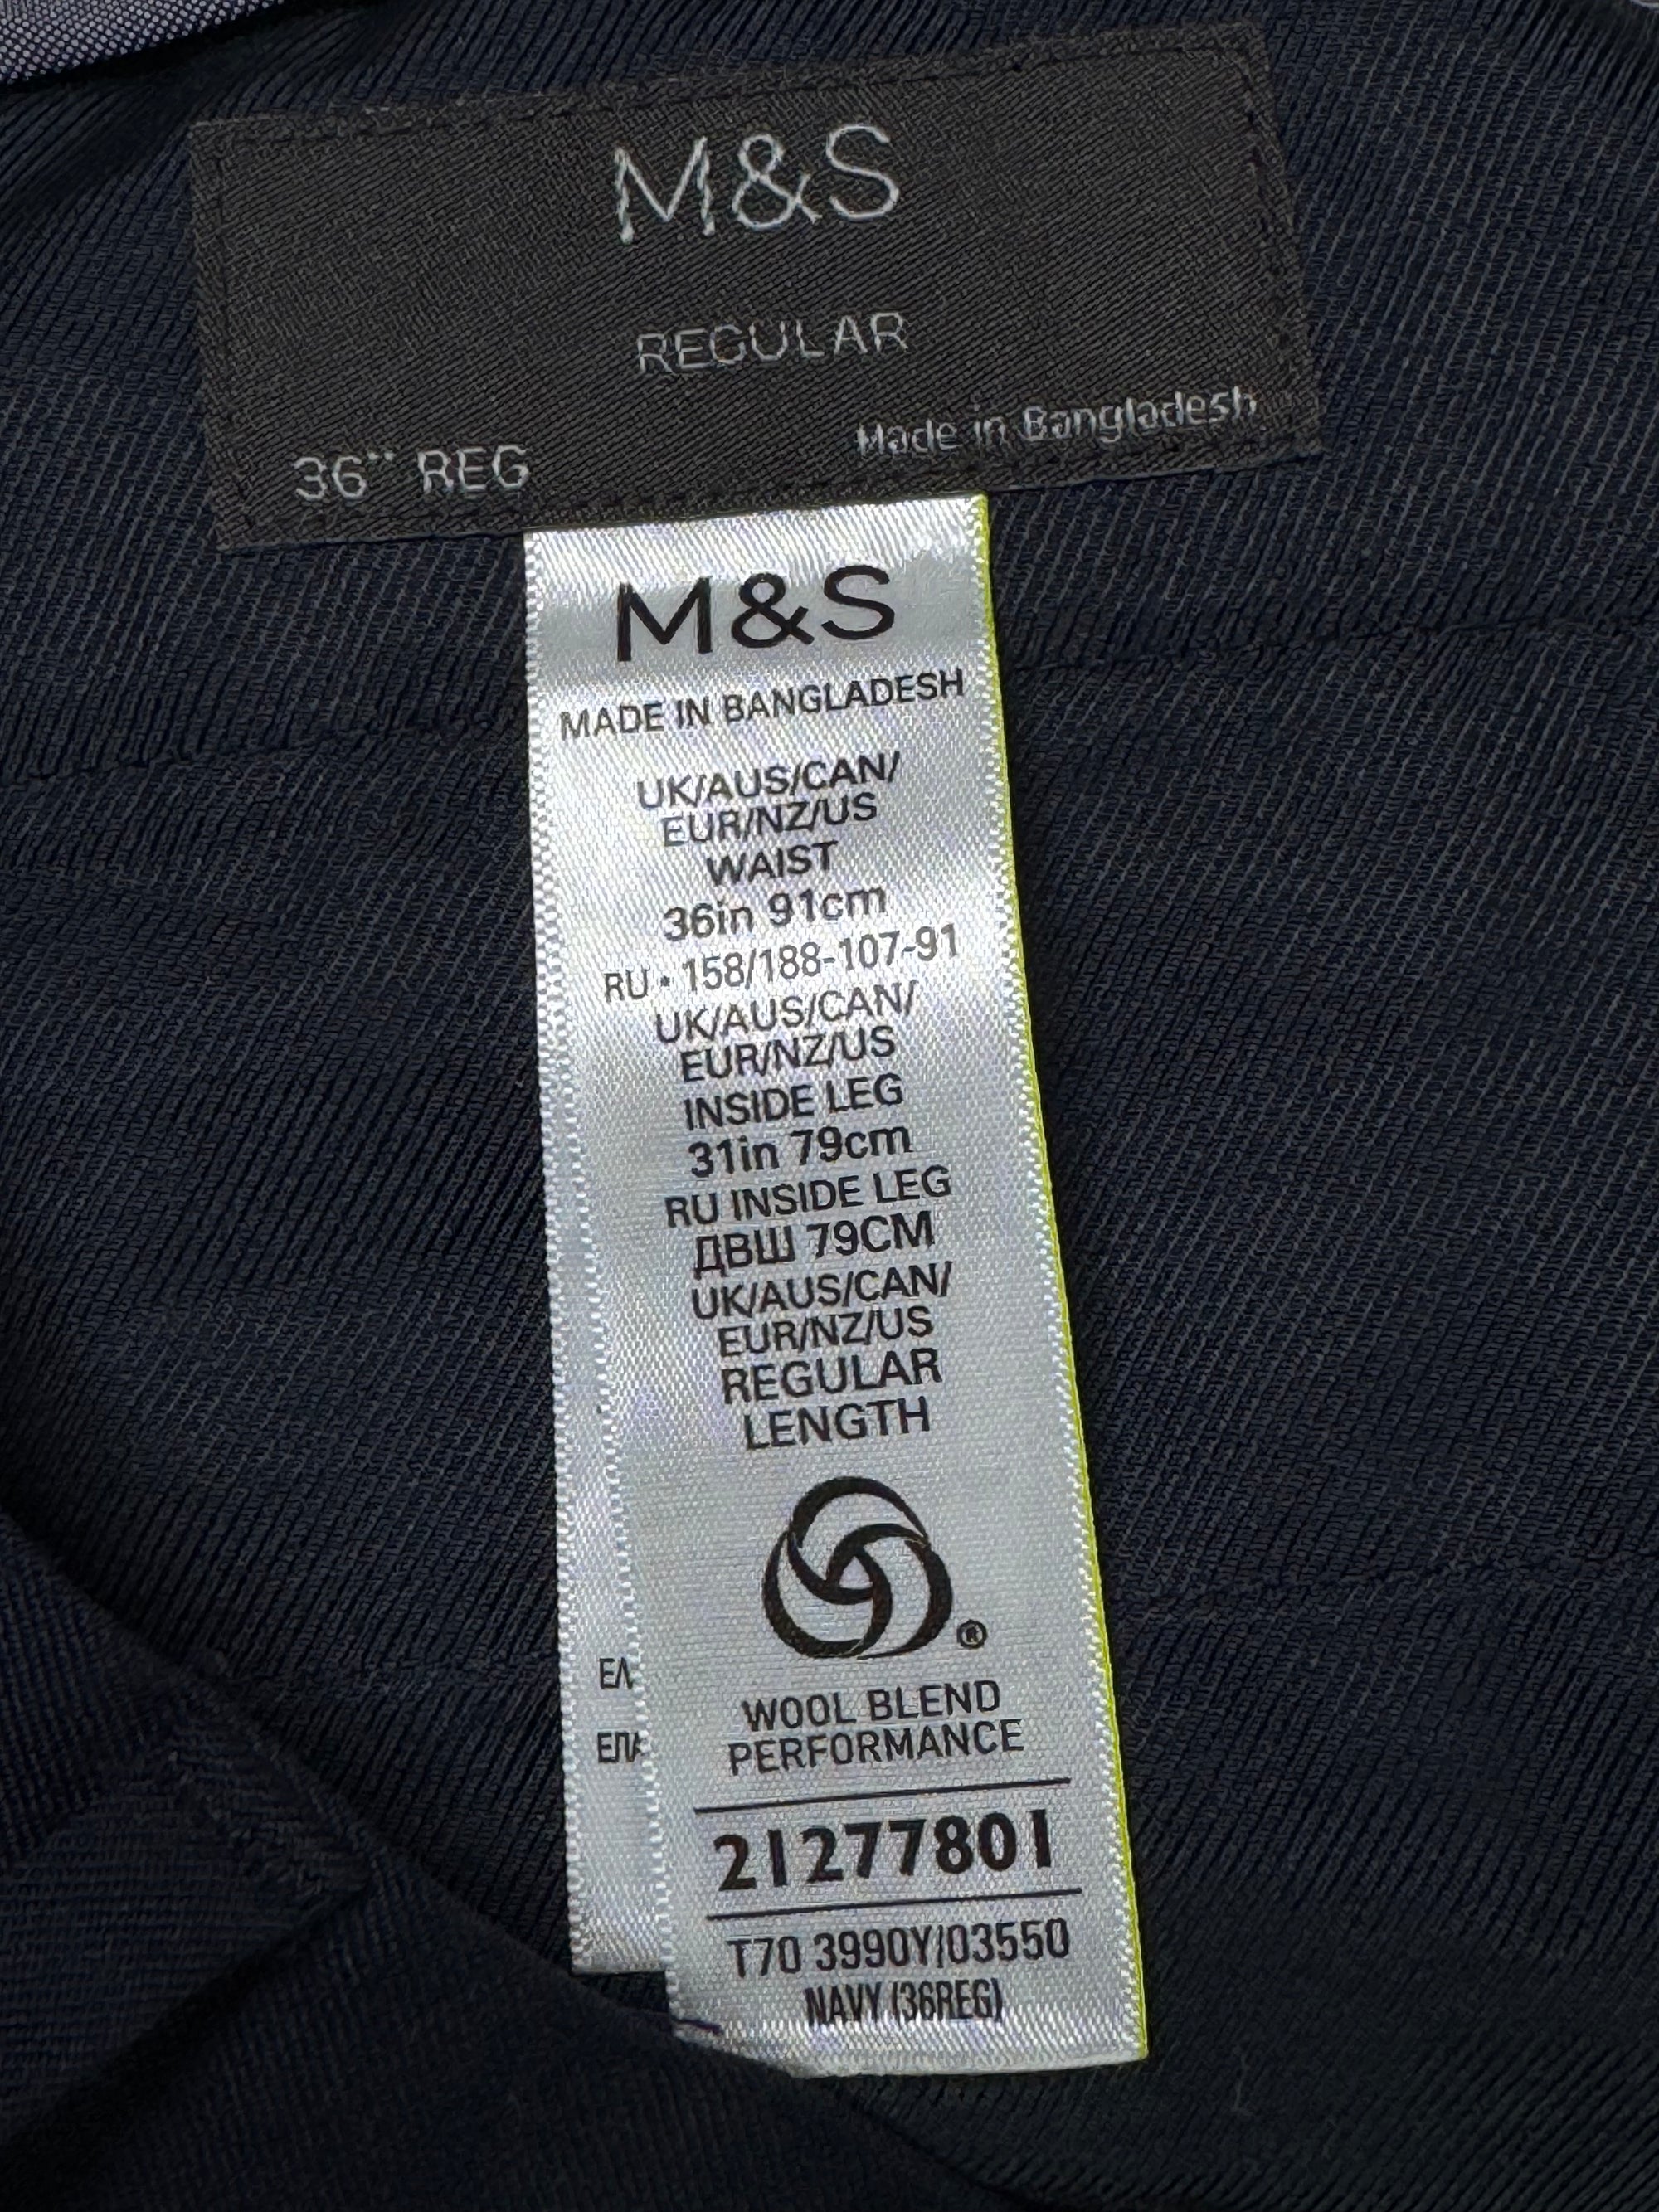 M&S
REGULAR
36" REG
Made in Bangladesh
M&S
MADE IN BANGLADESH
UK/AUS/CAN/
EUR/NZ/US
WAIST
36in 91cm
RU • 158/188-107-91
UK/AUS/CAN/
EUR/NZ/US
INSIDE LEG
31in 79cm
RU INSIDE LEG
ДВШ 79СМ
UK/AUS/CAN/
EUR/NZ/US
REGULAR
LENGTH
®
WOOL BLEND
PERFORMANCE
21277801
T70 3990Y/03550
NAVY (36REG)